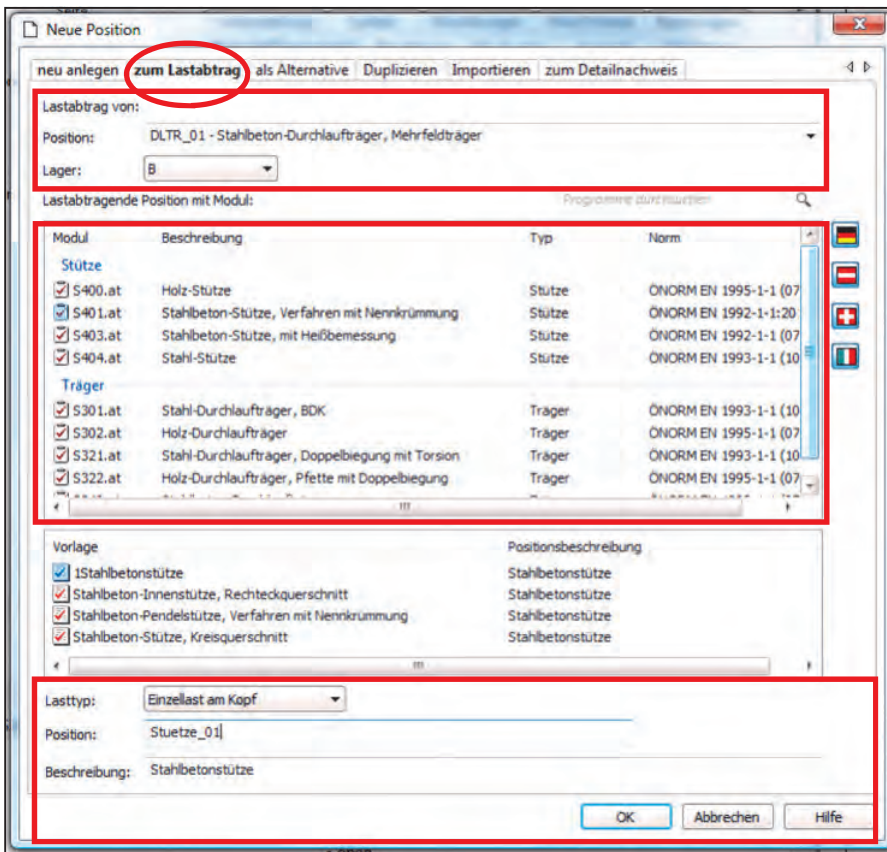 Neue Position
neu anlegen zum Lastabtrag als Alternative Duplizieren Importieren zum Detailnachweis
Lastabtrag von:
Position: DLTR_01 - Stahlbeton-Durchlaufträger, Mehrfeldträger
Lager: B
Lastabtragende Position mit Modul: Programme durchsuchen
Modul Beschreibung Typ Norm
Stütze
S400.at Holz-Stütze Stütze ÖNORM EN 1995-1-1 (07
S401.at Stahlbeton-Stütze, Verfahren mit Nennkrümmung Stütze ÖNORM EN 1992-1-1:20
S403.at Stahlbeton-Stütze, mit Heißbemessung Stütze ÖNORM EN 1992-1-1 (07
S404.at Stahl-Stütze Stütze ÖNORM EN 1993-1-1 (10
Träger
S301.at Stahl-Durchlaufträger, BDK Träger ÖNORM EN 1993-1-1 (10
S302.at Holz-Durchlaufträger Träger ÖNORM EN 1995-1-1 (07
S321.at Stahl-Durchlaufträger, Doppelbiegung mit Torsion Träger ÖNORM EN 1993-1-1 (10
S322.at Holz-Durchlaufträger, Pfette mit Doppelbiegung Träger ÖNORM EN 1995-1-1 (07
Vorlage Positionsbeschreibung
1Stahlbetonstütze Stahlbetonstütze
Stahlbeton-Innenstütze, Rechteckquerschnitt Stahlbetonstütze
Stahlbeton-Pendelstütze, Verfahren mit Nennkrümmung Stahlbetonstütze
Stahlbeton-Stütze, Kreisquerschnitt Stahlbetonstütze
Lasttyp: Einzellast am Kopf
Position: Stuetze_01
Beschreibung: Stahlbetonstütze
OK Abbrechen Hilfe